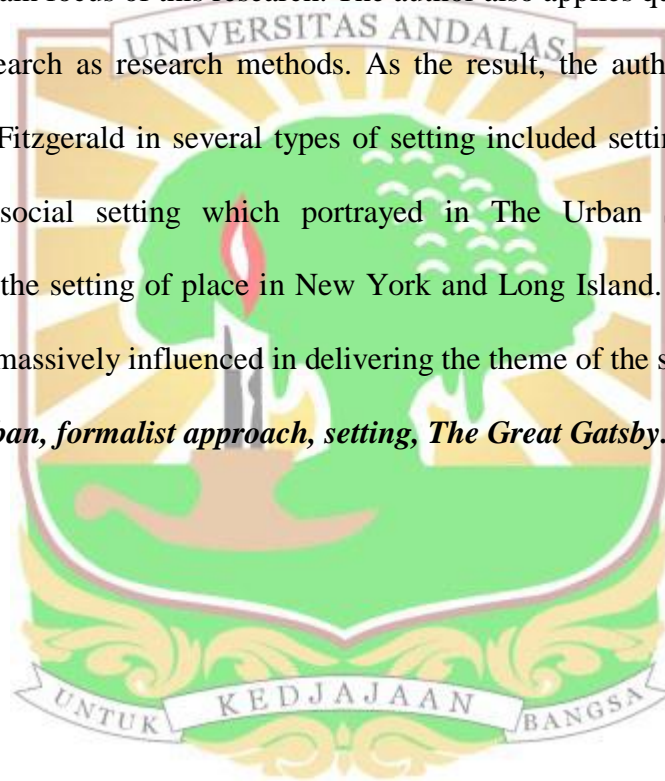 ain focus of this research. The author also applies qu
UNIVERSITAS ANDALAS
earch as research methods. As the result, the auth
Fitzgerald in several types of setting included settin
social setting which portrayed in The Urban
the setting of place in New York and Long Island.
massively influenced in delivering the theme of the s
ban, formalist approach, setting, The Great Gatsby.
UNTUK KEDJAJAAN BANGSA